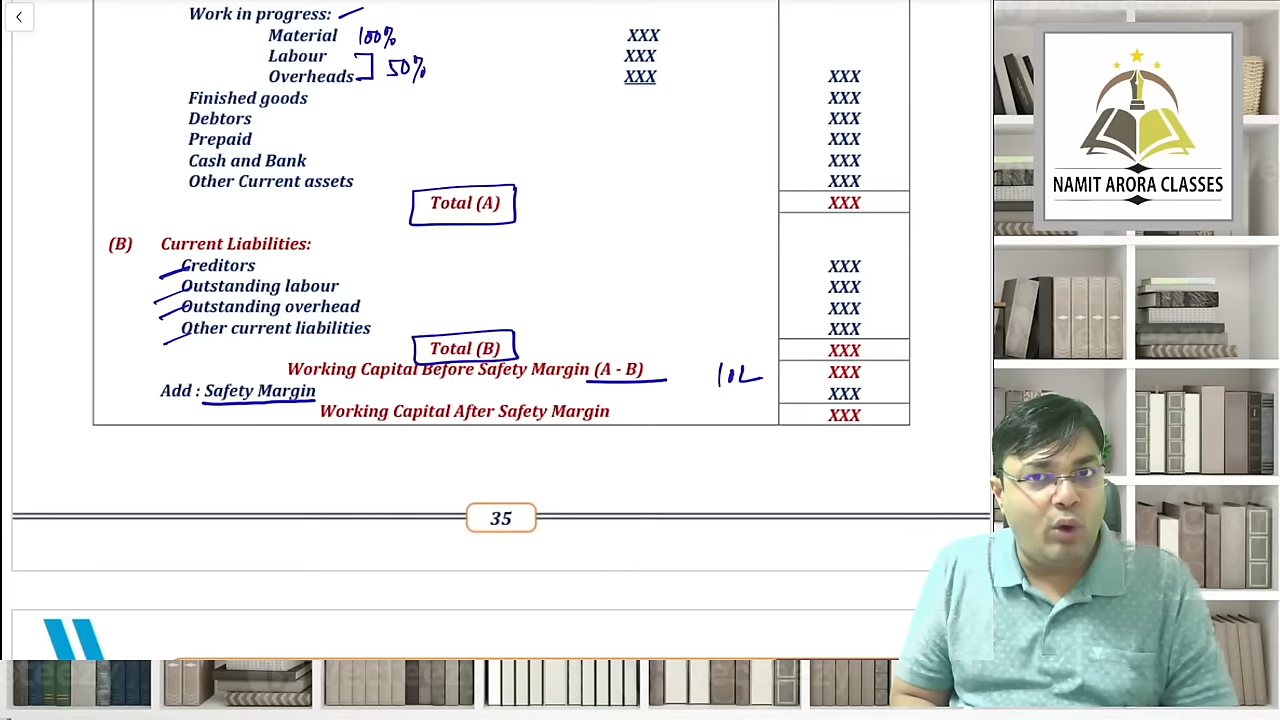 Work in progress:
Material 100% XXX
Labour XXX
50%
Overheads XXX XXX
Finished goods XXX
Debtors XXX
Prepaid XXX
Cash and Bank XXX
Other Current assets XXX
Total (A) XXX
(B) Current Liabilities:
Creditors XXX
Outstanding labour XXX
Outstanding overhead XXX
Other current liabilities XXX
Total (B) XXX
Working Capital Before Safety Margin (A - B) 10L XXX
Add : Safety Margin XXX
Working Capital After Safety Margin XXX
35
NAMIT ARORA CLASSES